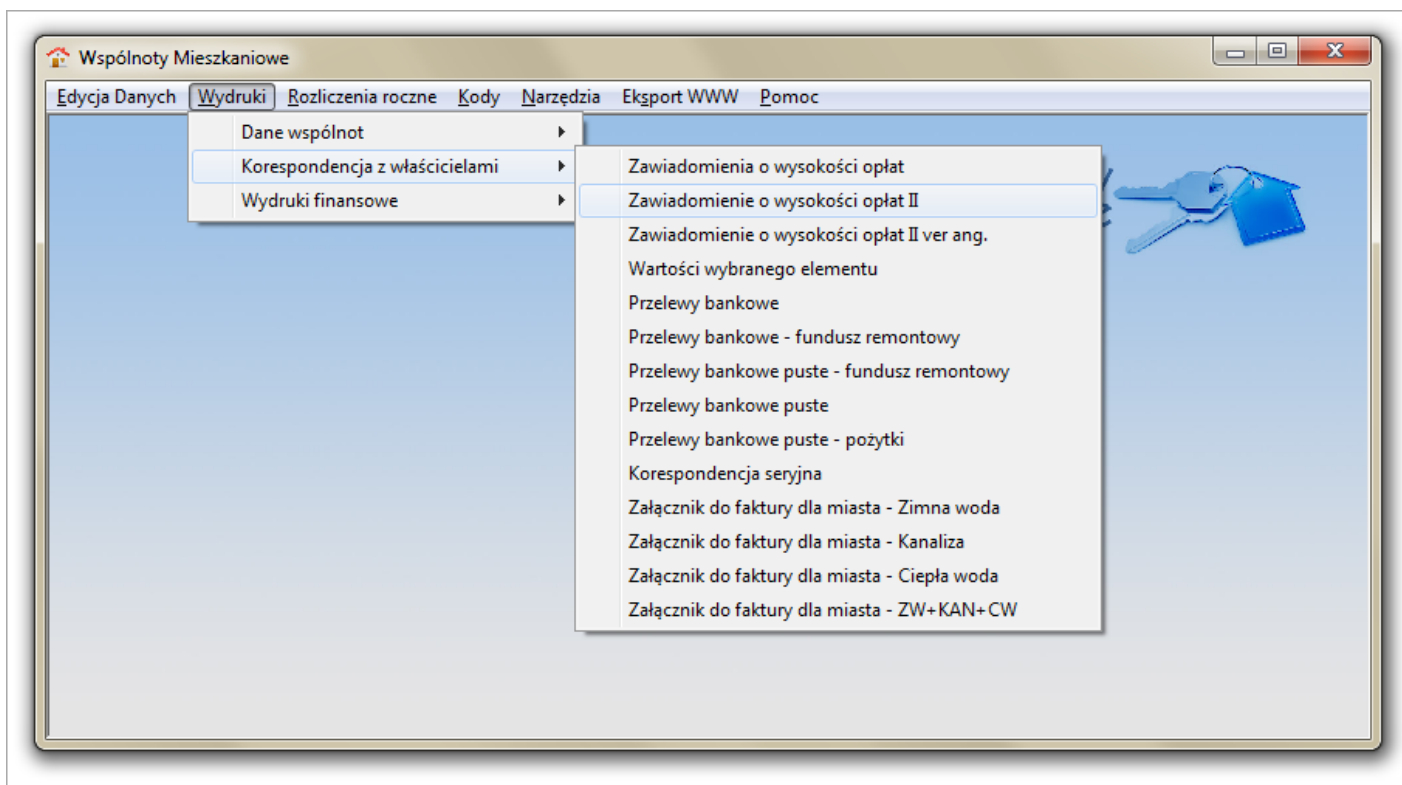 Wspólnoty Mieszkaniowe
Edycja Danych Wydruki Rozliczenia roczne Kody Narzędzia Eksport WWW Pomoc
Dane wspólnot
Korespondencja z właścicielami
Wydruki finansowe
Zawiadomienia o wysokości opłat
Zawiadomienie o wysokości opłat II
Zawiadomienie o wysokości opłat II ver ang.
Wartości wybranego elementu
Przelewy bankowe
Przelewy bankowe - fundusz remontowy
Przelewy bankowe puste - fundusz remontowy
Przelewy bankowe puste
Przelewy bankowe puste - pożytki
Korespondencja seryjna
Załącznik do faktury dla miasta - Zimna woda
Załącznik do faktury dla miasta - Kanaliza
Załącznik do faktury dla miasta - Ciepła woda
Załącznik do faktury dla miasta - ZW+KAN+CW